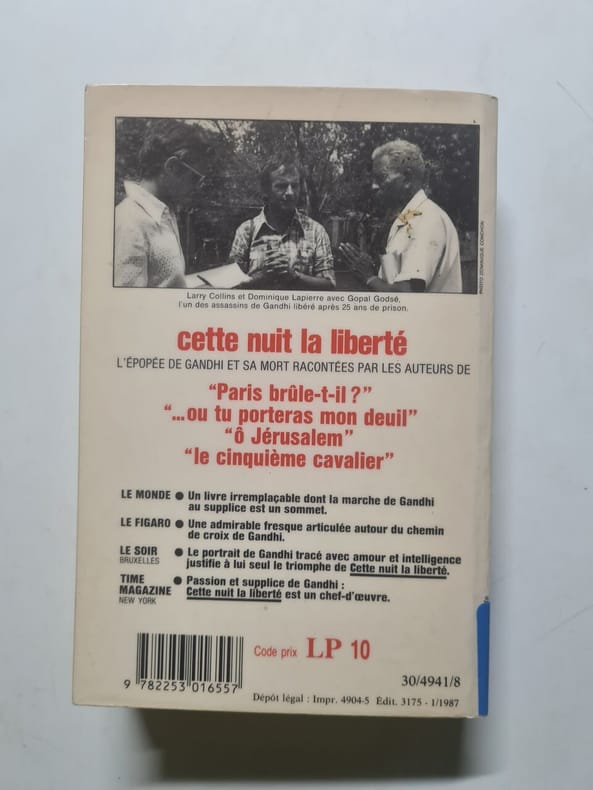 PHOTO DOMINIQUE CONCHON
Larry Collins et Dominique Lapierre avec Gopal Godsé,
l'un des assassins de Gandhi libéré après 25 ans de prison.
cette nuit la liberté
L'ÉPOPÉE DE GANDHI ET SA MORT RACONTÉES PAR LES AUTEURS DE
“Paris brûle-t-il ?”
“...ou tu porteras mon deuil”
“ô Jérusalem”
“le cinquième cavalier”
LE MONDE ● Un livre irremplaçable dont la marche de Gandhi
au supplice est un sommet.
LE FIGARO ● Une admirable fresque articulée autour du chemin
de croix de Gandhi.
LE SOIR ● Le portrait de Gandhi tracé avec amour et intelligence
BRUXELLES justifie à lui seul le triomphe de Cette nuit la liberté.
TIME ● Passion et supplice de Gandhi :
MAGAZINE Cette nuit la liberté est un chef-d'œuvre.
NEW YORK
Code prix LP 10
9 782253 016557
30/4941/8
Dépôt légal : Impr. 4904-5 Édit. 3175 - 1/1987